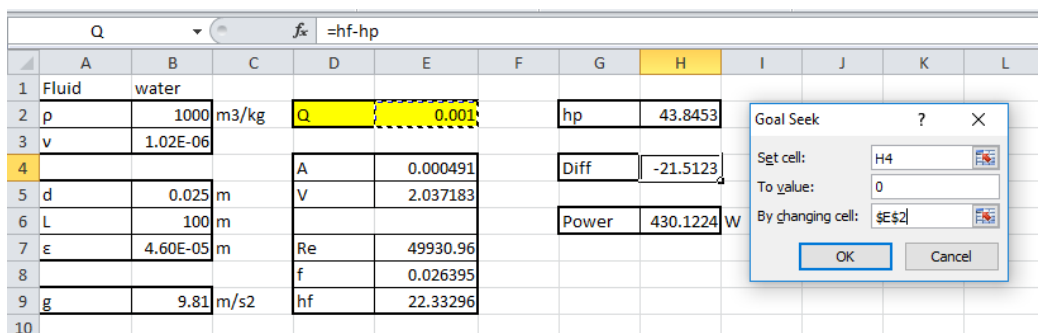 Q fx =hf-hp
A B C D E F G H I J K L
1 Fluid water
2 ρ 1000 m3/kg Q 0.001 hp 43.8453
3 ν 1.02E-06
4 A 0.000491 Diff -21.5123
5 d 0.025 m V 2.037183
6 L 100 m Power 430.1224 W
7 ε 4.60E-05 m Re 49930.96
8 f 0.026395
9 g 9.81 m/s2 hf 22.33296
10
Goal Seek ? X
Set cell: H4
To value: 0
By changing cell: $E$2
OK Cancel